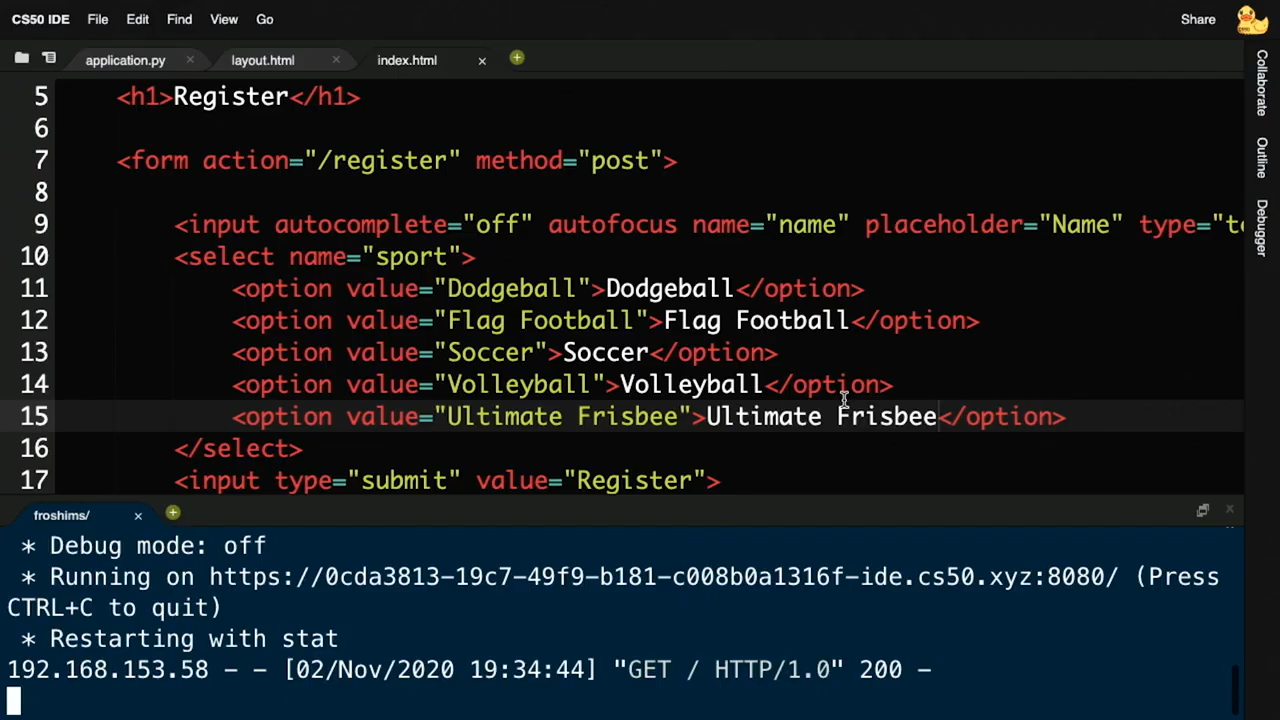 CS50 IDE File Edit Find View Go Share
application.py layout.html index.html
5 <h1>Register</h1>
6
7 <form action="/register" method="post">
8
9 <input autocomplete="off" autofocus name="name" placeholder="Name" type="te
10 <select name="sport">
11 <option value="Dodgeball">Dodgeball</option>
12 <option value="Flag Football">Flag Football</option>
13 <option value="Soccer">Soccer</option>
14 <option value="Volleyball">Volleyball</option>
15 <option value="Ultimate Frisbee">Ultimate Frisbee</option>
16 </select>
17 <input type="submit" value="Register">
Collaborate
Outline
Debugger
froshims/
* Debug mode: off
* Running on https://0cda3813-19c7-49f9-b181-c008b0a1316f-ide.cs50.xyz:8080/ (Press
CTRL+C to quit)
* Restarting with stat
192.168.153.58 - - [02/Nov/2020 19:34:44] "GET / HTTP/1.0" 200 -